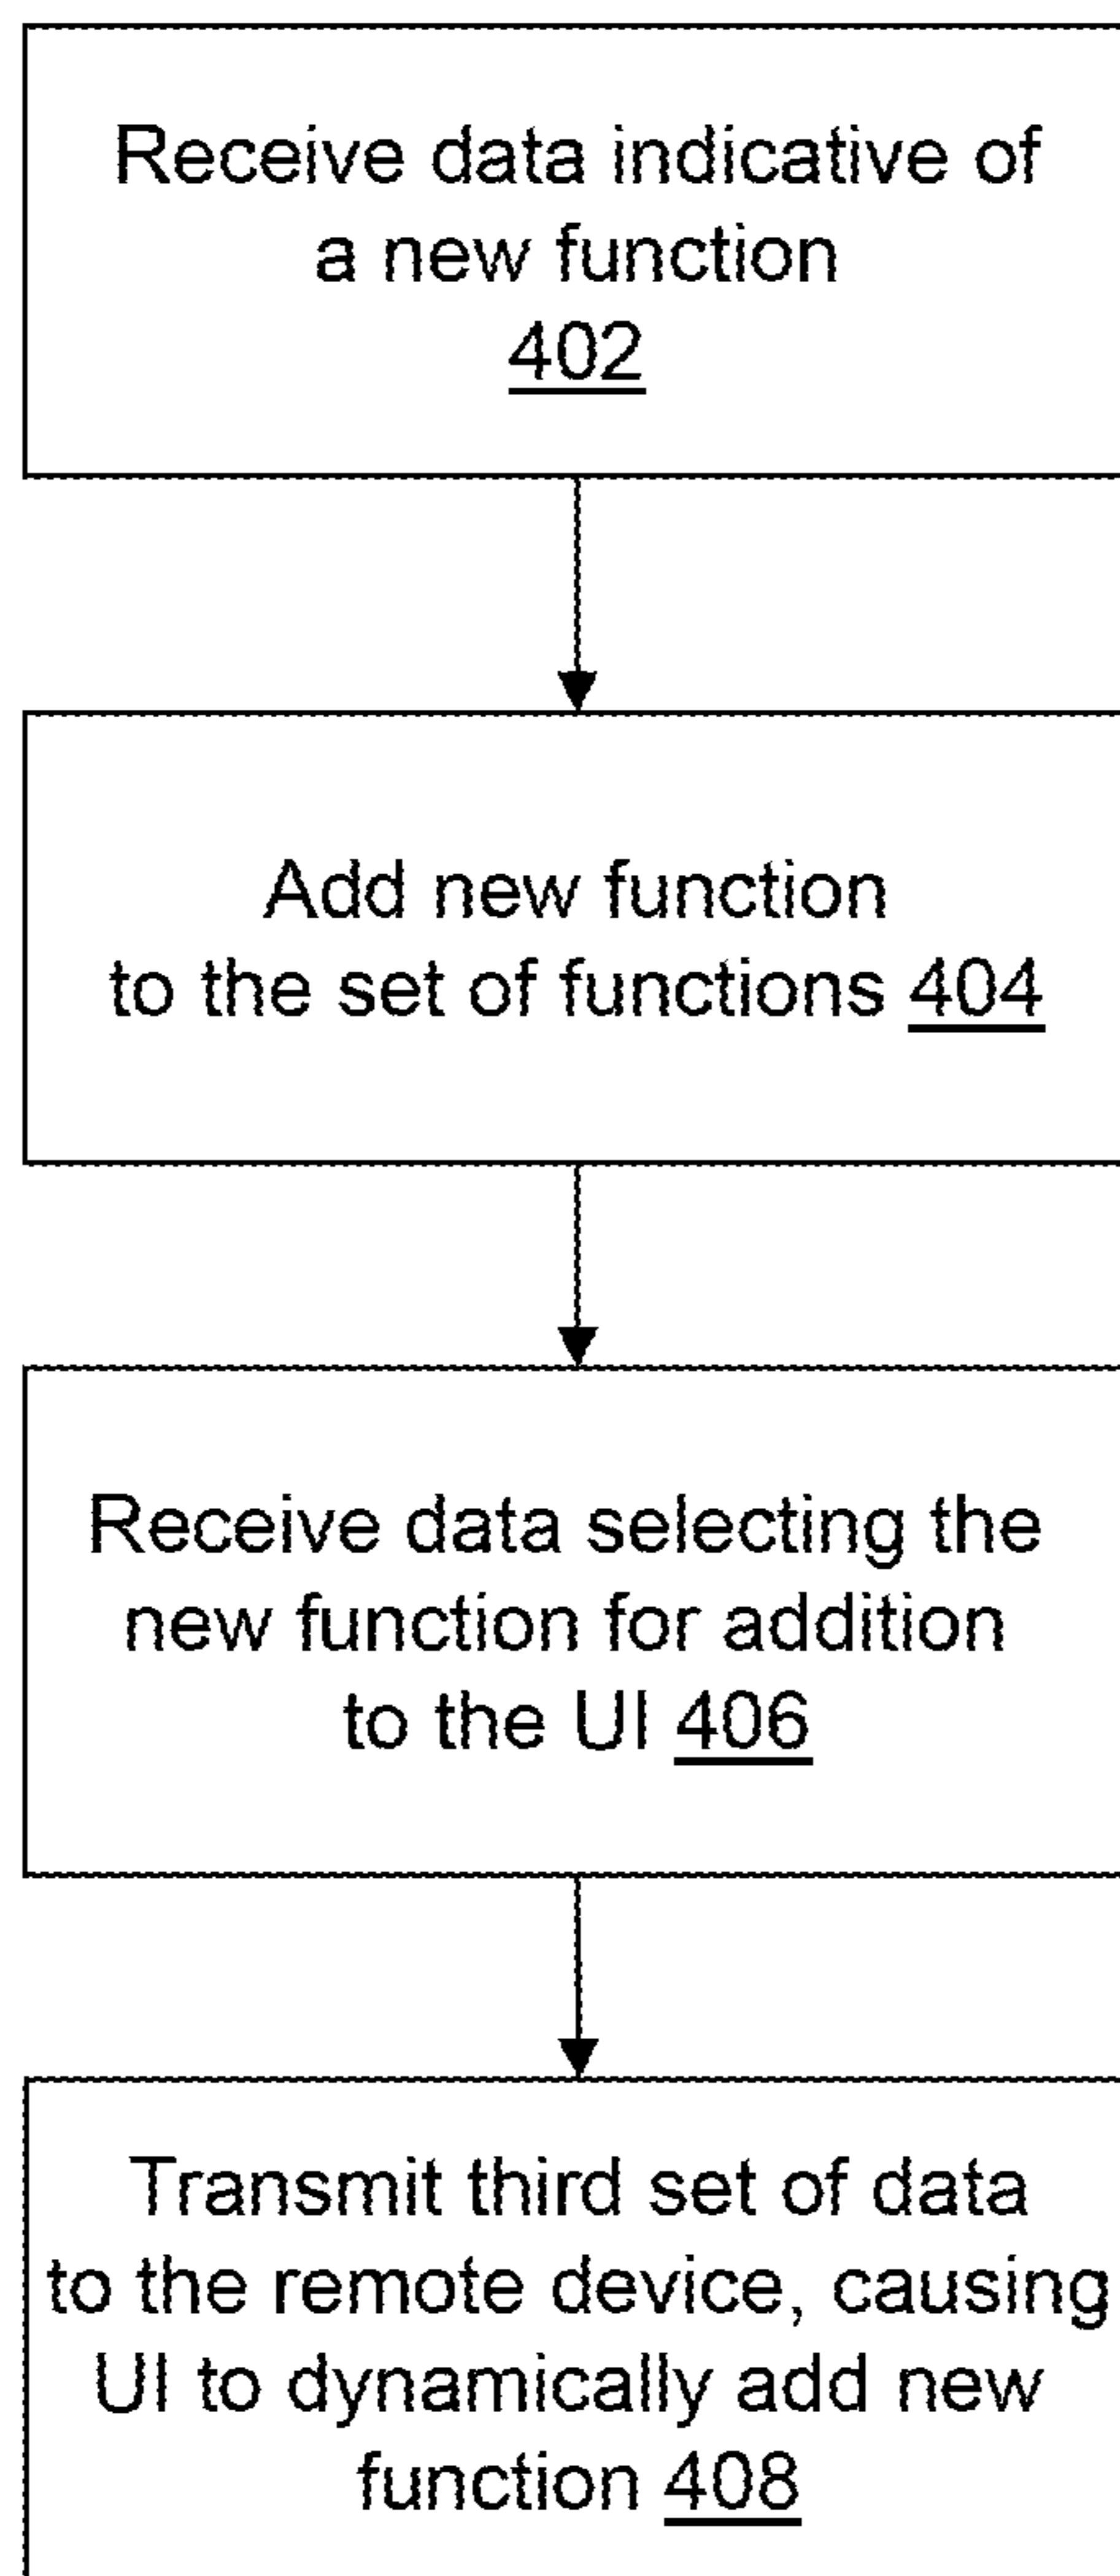 Receive data indicative of
a new function
402
Add new function
to the set of functions 404
Receive data selecting the
new function for addition
to the UI 406
Transmit third set of data
to the remote device, causing
UI to dynamically add new
function 408